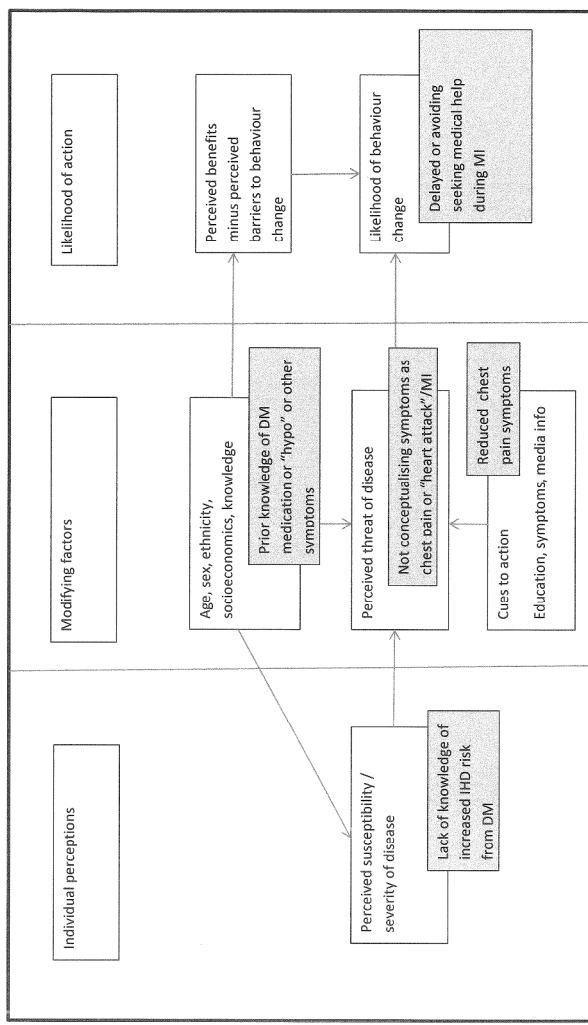 Individual perceptions
Modifying factors
Likelihood of action
Age, sex, ethnicity,
socioeconomics, knowledge
Prior knowledge of DM
medication or “hypo” or other
symptoms
Perceived benefits
minus perceived
barriers to behaviour
change
Perceived susceptibility /
severity of disease
Lack of knowledge of
increased IHD risk
from DM
Perceived threat of disease
Not conceptualising symptoms as
chest pain or “heart attack”/MI
Likelihood of behaviour
change
Delayed or avoiding
seeking medical help
during MI
Cues to action
Education, symptoms, media info
Reduced chest
pain symptoms